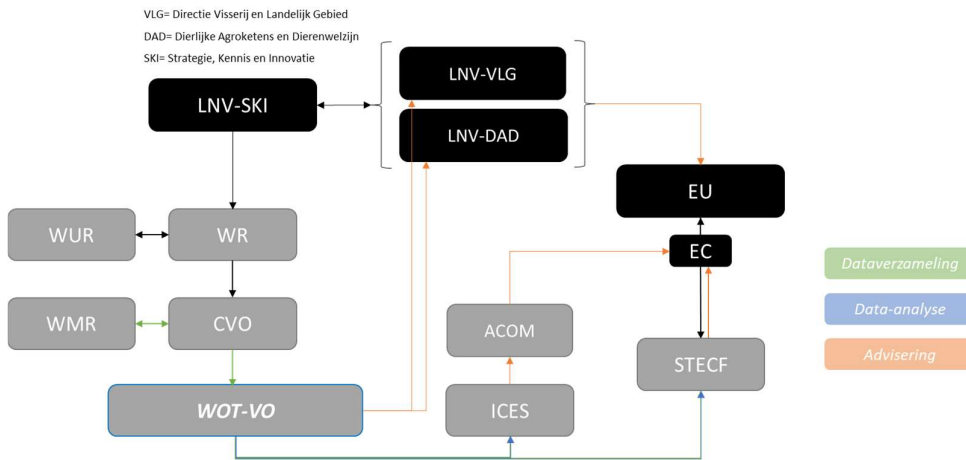 VLG= Directie Visserij en Landelijk Gebied
DAD= Dierlijke Agroketens en Dierenwelzijn
SKI= Strategie, Kennis en Innovatie
LNV-SKI
LNV-VLG
LNV-DAD
EU
EC
WUR
WR
WMR
CVO
ACOM
STECF
WOT-VO
ICES
Dataverzameling
Data-analyse
Advisering